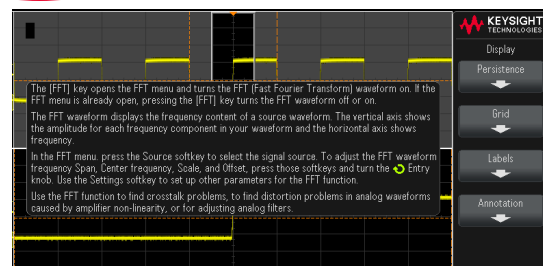 KEYSIGHT
TECHNOLOGIES
Display
Persistence
Grid
Labels
Annotation
The [FFT] key opens the FFT menu and turns the FFT (Fast Fourier Transform) waveform on. If the
FFT menu is already open, pressing the [FFT] key turns the FFT waveform off or on.
The FFT waveform displays the frequency content of a source waveform. The vertical axis shows
the amplitude for each frequency component in your waveform and the horizontal axis shows
frequency.
In the FFT menu, press the Source softkey to select the signal source. To adjust the FFT waveform
frequency Span, Center frequency, Scale, and Offset, press those softkeys and turn the Entry
knob. Use the Settings softkey to set up other parameters for the FFT function.
Use the FFT function to find crosstalk problems, to find distortion problems in analog waveforms
caused by amplifier non-linearity, or for adjusting analog filters.